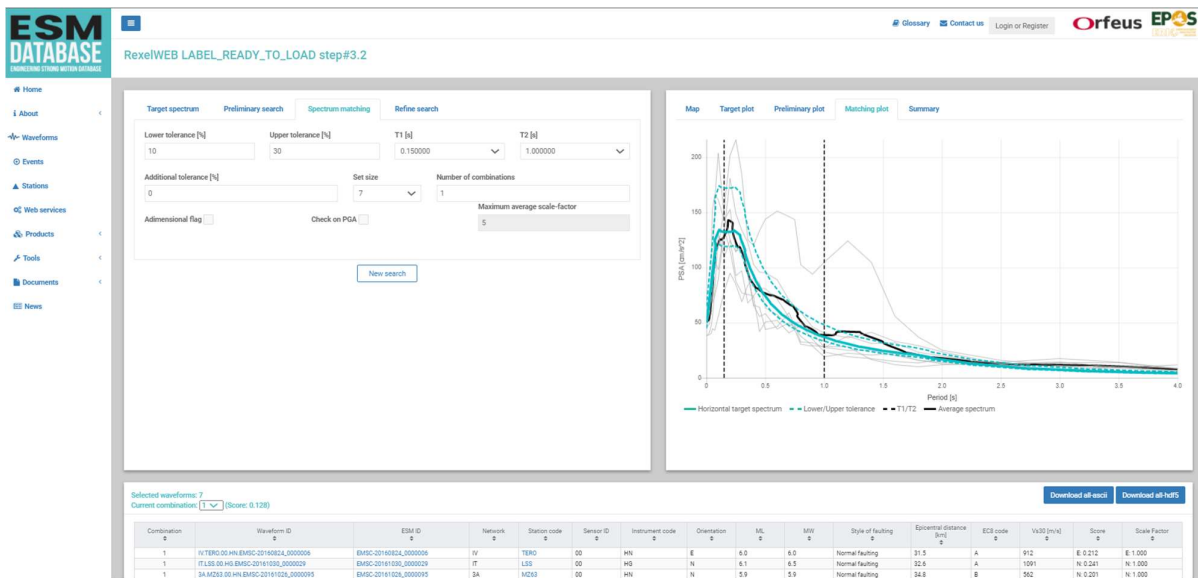 ESM
DATABASE
ENGINEERING STRONG MOTION DATABASE
Glossary
Contact us
Login or Register
Orfeus
EPOS
RexelWEB LABEL_READY_TO_LOAD step#3.2
Home
About
Waveforms
Events
Stations
Web services
Products
Tools
Documents
News
Target spectrum
Preliminary search
Spectrum matching
Refine search
Lower tolerance [%]
Upper tolerance [%]
T1 [s]
T2 [s]
10
30
0.150000
1.000000
Additional tolerance [%]
Set size
Number of combinations
0
7
1
Adimensional flag
Check on PGA
Maximum average scale-factor
5
New search
Map
Target plot
Preliminary plot
Matching plot
Summary
PSA [cm/s^2]
200
150
100
50
0
0
0.5
1.0
1.5
2.0
2.5
3.0
3.5
4.0
Period [s]
Horizontal target spectrum
Lower/Upper tolerance
T1/T2
Average spectrum
Selected waveforms: 7
Current combination: 1 (Score: 0.128)
Download all-ascii
Download all-hdf5
Combination Waveform ID ESM ID Network Station code Sensor ID Instrument code Orientation ML MW Style of faulting Epicentral distance [km] EC8 code Vs30 [m/s] Score Scale Factor
1 IV.TERO.00.HN.EMSC-20160824_0000006 EMSC-20160824_0000006 IV TERO 00 HN E 6.0 6.0 Normal faulting 31.5 A 912 E: 0.212 E: 1.000
1 IT.LSS.00.HG.EMSC-20161030_0000029 EMSC-20161030_0000029 IT LSS 00 HG N 6.1 6.5 Normal faulting 32.6 A 1091 N: 0.241 N: 1.000
1 3A.MZ63.00.HN.EMSC-20161026_0000095 EMSC-20161026_0000095 3A MZ63 00 HN N 5.9 5.9 Normal faulting 34.8 B 562 N: 0.201 N: 1.000